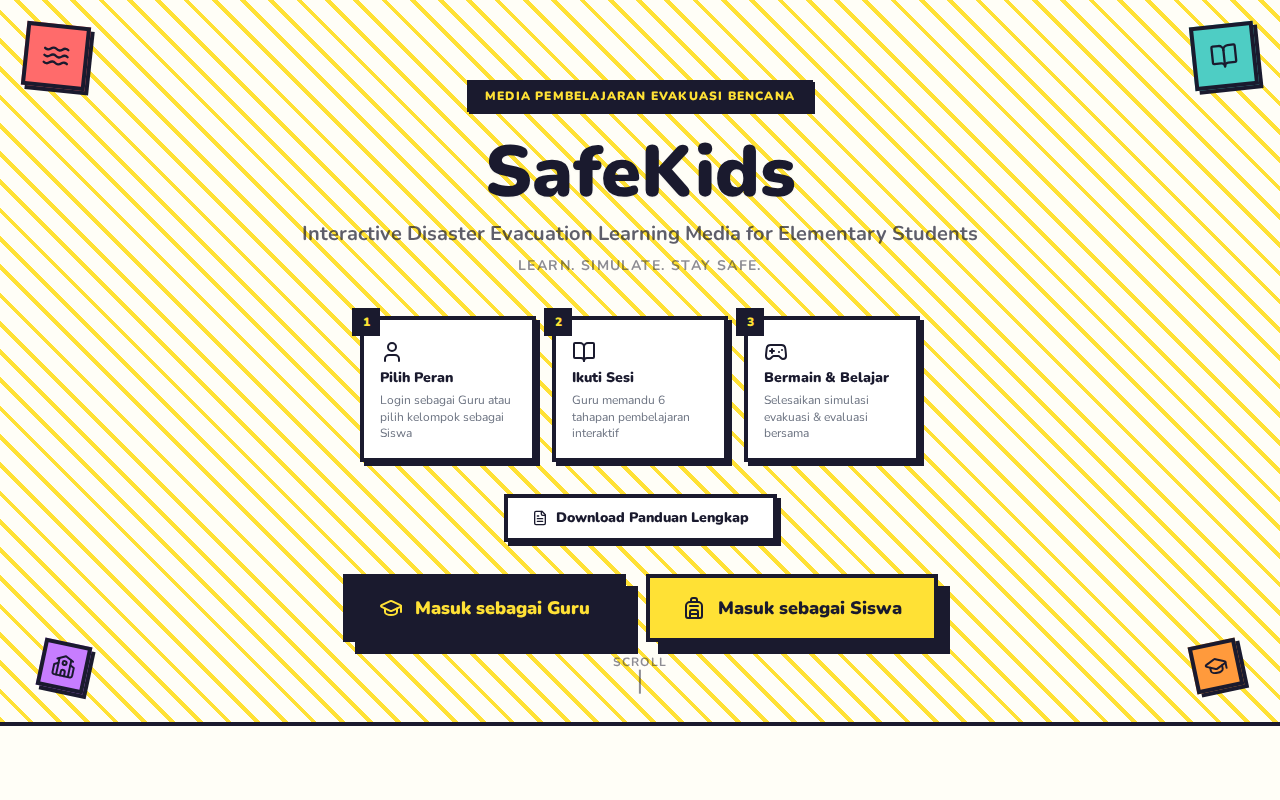 MEDIA PEMBELAJARAN EVAKUASI BENCANA
SafeKids
Interactive Disaster Evacuation Learning Media for Elementary Students
LEARN. SIMULATE. STAY SAFE.
1
Pilih Peran
Login sebagai Guru atau
pilih kelompok sebagai
Siswa
2
Ikuti Sesi
Guru memandu 6
tahapan pembelajaran
interaktif
3
Bermain & Belajar
Selesaikan simulasi
evakuasi & evaluasi
bersama
Download Panduan Lengkap
Masuk sebagai Guru
Masuk sebagai Siswa
SCROLL